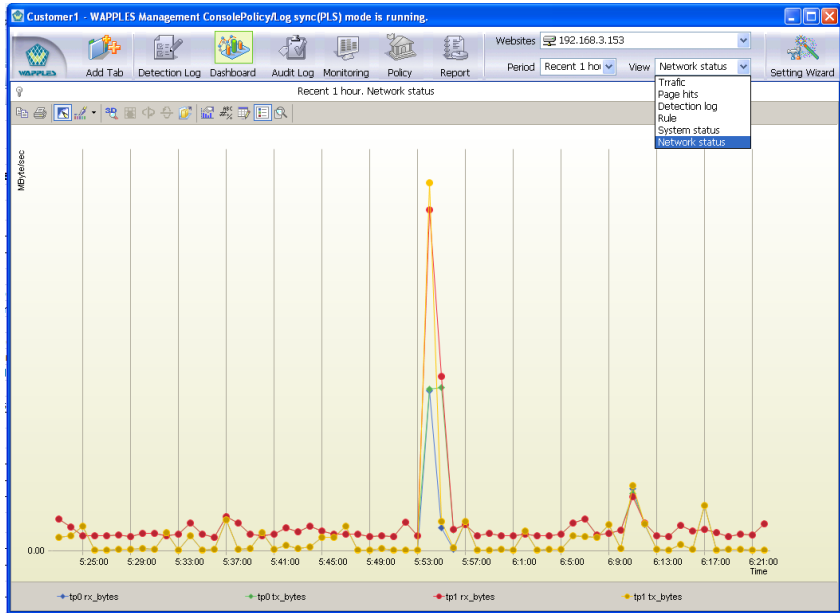 Customer1 - WAPPLES Management ConsolePolicy/Log sync(PLS) mode is running.
WAPPLES
Add Tab
Detection Log
Dashboard
Audit Log
Monitoring
Policy
Report
Websites 192.168.3.153
Period Recent 1 hou View Network status
Setting Wizard
Trrafic
Page hits
Detection log
Rule
System status
Network status
Recent 1 hour. Network status
3D
ABC
MByte/sec
0.00
5:25:00 5:29:00 5:33:00 5:37:00 5:41:00 5:45:00 5:49:00 5:53:00 5:57:00 6:1:00 6:5:00 6:9:00 6:13:00 6:17:00 6:21:00
Time
tp0 rx_bytes tp0 tx_bytes tp1 rx_bytes tp1 tx_bytes